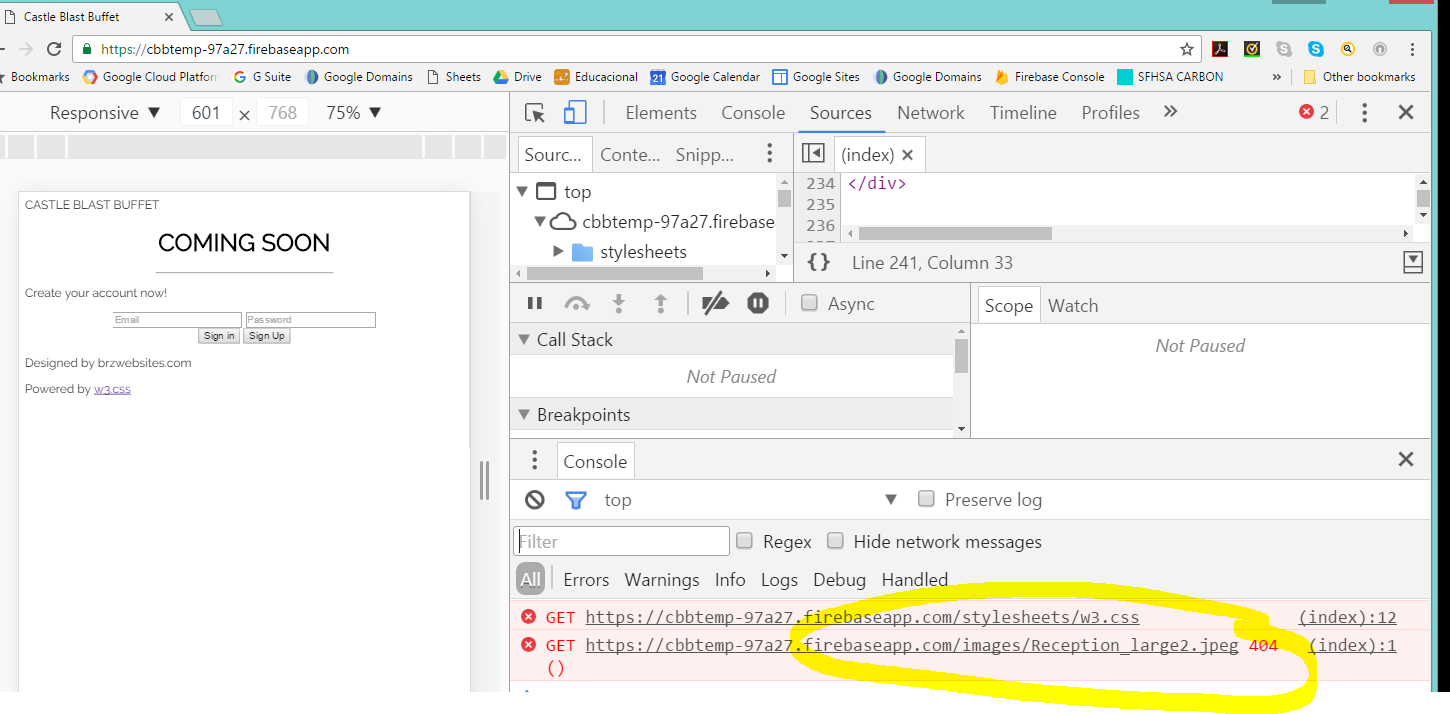 Castle Blast Buffet
https://cbbtemp-97a27.firebaseapp.com
Bookmarks Google Cloud Platform G Suite Google Domains Sheets Drive Educacional Google Calendar Google Sites Google Domains Firebase Console SFHSA CARBON » Other bookmarks
Responsive ▼ 601 × 768 75% ▼
Elements Console Sources Network Timeline Profiles » 2
Sourc... Conte... Snipp...
(index)
top
cbbtemp-97a27.firebase
stylesheets
234 </div>
235
236
{} Line 241, Column 33
Async
Scope Watch
Call Stack
Not Paused
Not Paused
Breakpoints
Console
top ▼ Preserve log
Filter Regex Hide network messages
All Errors Warnings Info Logs Debug Handled
GET https://cbbtemp-97a27.firebaseapp.com/stylesheets/w3.css (index):12
GET https://cbbtemp-97a27.firebaseapp.com/images/Reception_large2.jpeg 404 (index):1
()
CASTLE BLAST BUFFET
COMING SOON
Create your account now!
Email Password
Sign in Sign Up
Designed by brzwebsites.com
Powered by w3.css